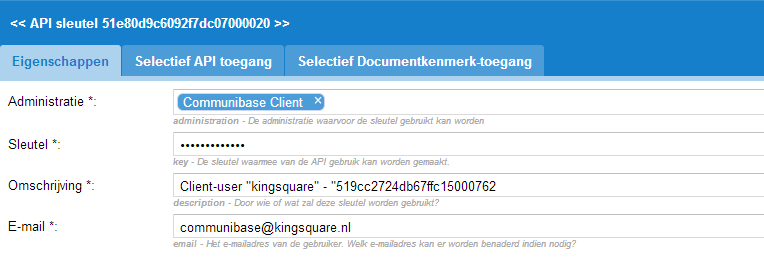 << API sleutel 51e80d9c6092f7dc07000020 >>
Eigenschappen Selectief API toegang Selectief Documentkenmerk-toegang
Administratie *: Communibase Client ×
administration - De administratie waarvoor de sleutel gebruikt kan worden
Sleutel *: •••••••••••••
key - De sleutel waarmee van de API gebruik kan worden gemaakt.
Omschrijving *: Client-user "kingsquare" - "519cc2724db67ffc15000762
description - Door wie of wat zal deze sleutel worden gebruikt?
E-mail *: communibase@kingsquare.nl
email - Het e-mailadres van de gebruiker. Welk e-mailadres kan er worden benaderd indien nodig?